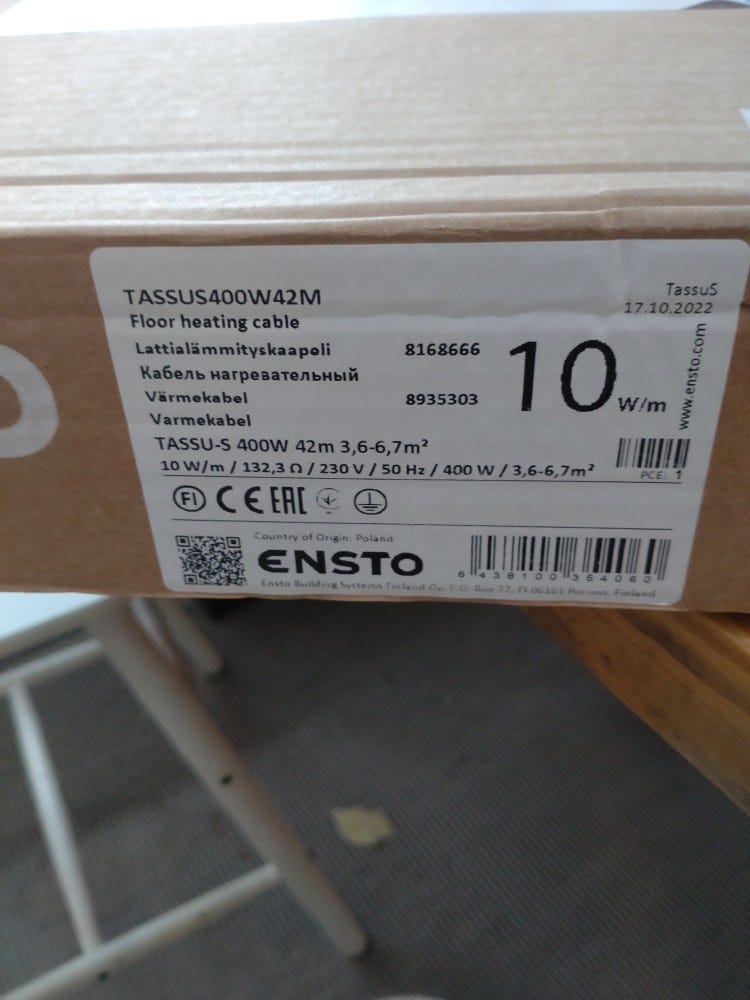 TASSUS400W42M
TassuS
17.10.2022
Floor heating cable
Lattialämmityskaapeli 8168666
Кабель нагревательный
Värmekabel 8935303
Varmekabel
10 W/m
www.ensto.com
TASSU-S 400W 42m 3,6-6,7m²
10 W/m / 132,3 Ω / 230 V / 50 Hz / 400 W / 3,6-6,7m²
PCE: 1
FI CE EAC
Country of Origin: Poland
ENSTO
6 438100 354060
Ensto Building Systems Finland Oy, P.O. Box 77, FI-06101 Porvoo, Finland